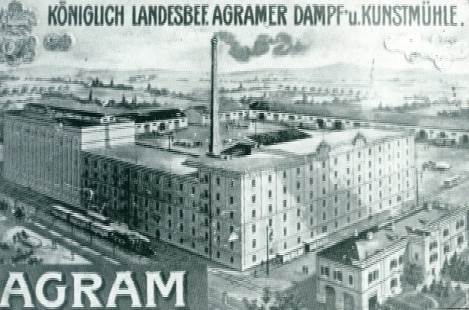 KÖNIGLICH LANDESBEF. AGRAMER DAMPF- u. KUNSTMÜHLE.
AGRAM